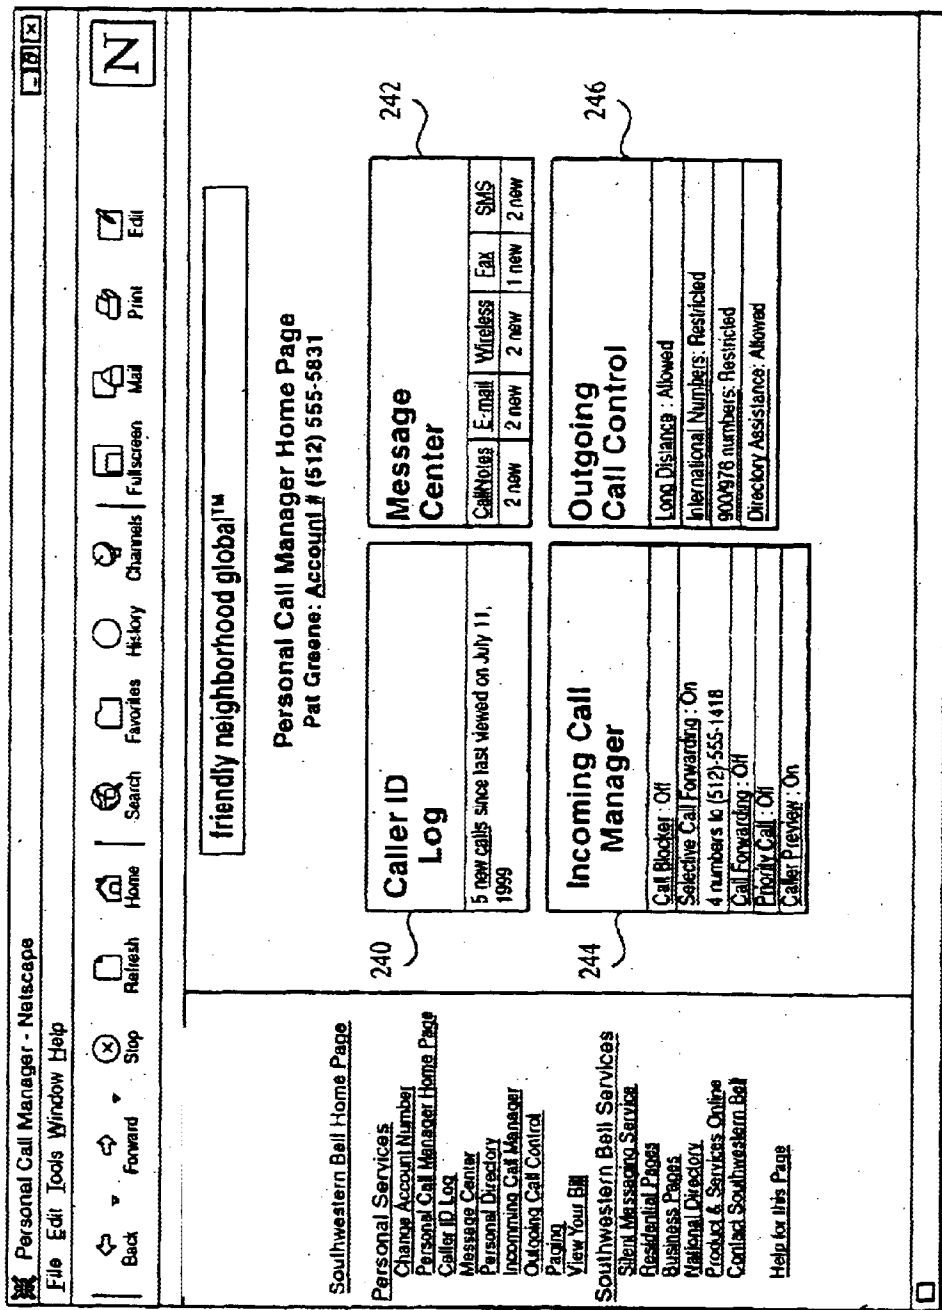 Personal Call Manager - Netscape
File Edit Tools Window Help
Back Forward Stop Refresh Home Search Favorites History Channels Fullscreen Mail Print Edit
N
friendly neighborhood global™
Personal Call Manager Home Page
Pat Greene: Account # (512) 555-5831
Southwestern Bell Home Page
Personal Services
Change Account Number
Personal Call Manager Home Page
Caller ID Log
Message Center
Personal Directory
Incoming Call Manager
Outgoing Call Control
Paging
View Your Bill
Southwestern Bell Services
Silent Messaging Service
Residential Pages
Business Pages
National Directory
Product & Services Online
Contact Southwestern Bell
Help for this Page
240
Caller ID
Log
5 new calls since last viewed on July 11,
1999
242
Message
Center
CallNotes E-mail Wireless Fax SMS
2 new 2 new 2 new 1 new 2 new
244
Incoming Call
Manager
Call Blocker : Off
Selective Call Forwarding : On
4 numbers to (512)-555-1418
Call Forwarding : Off
Priority Call : Off
Caller Preview : On
246
Outgoing
Call Control
Long Distance : Allowed
International Numbers: Restricted
900/976 numbers: Restricted
Directory Assistance: Allowed